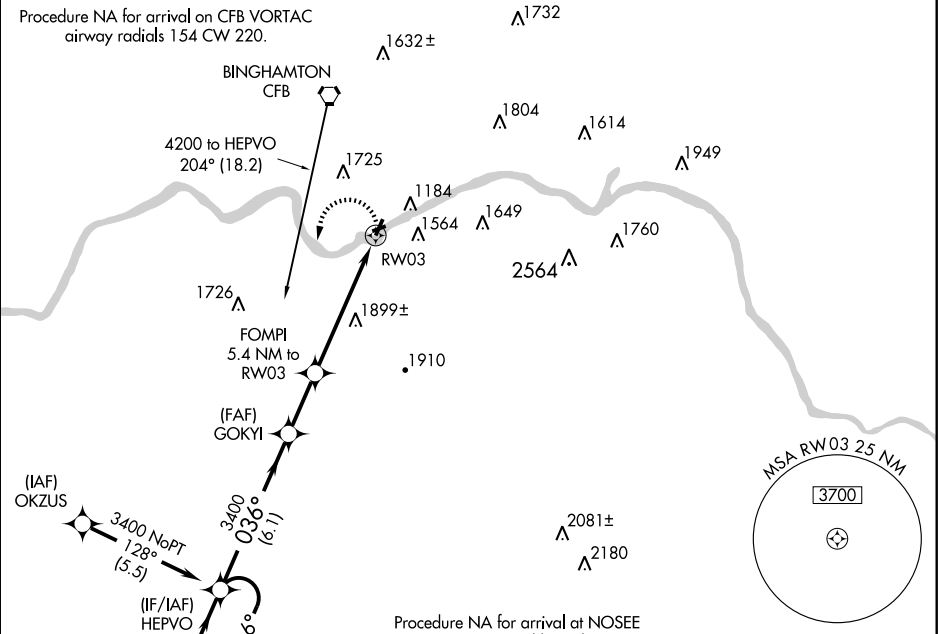 Procedure NA for arrival on CFB VORTAC
airway radials 154 CW 220.
1732
1632±
BINGHAMTON
CFB
1804
1614
4200 to HEPVO
204° (18.2)
1725
1949
1184
1564
1649
1760
RW03
2564
1726
1899±
FOMPI
5.4 NM to
RW03
1910
(FAF)
GOKYI
MSA RW03 25 NM
3700
(IAF)
OKZUS
3400 NoPT
128°
(5.5)
3400
036°
(6.1)
2081±
2180
(IF/IAF)
HEPVO
6°
Procedure NA for arrival at NOSEE